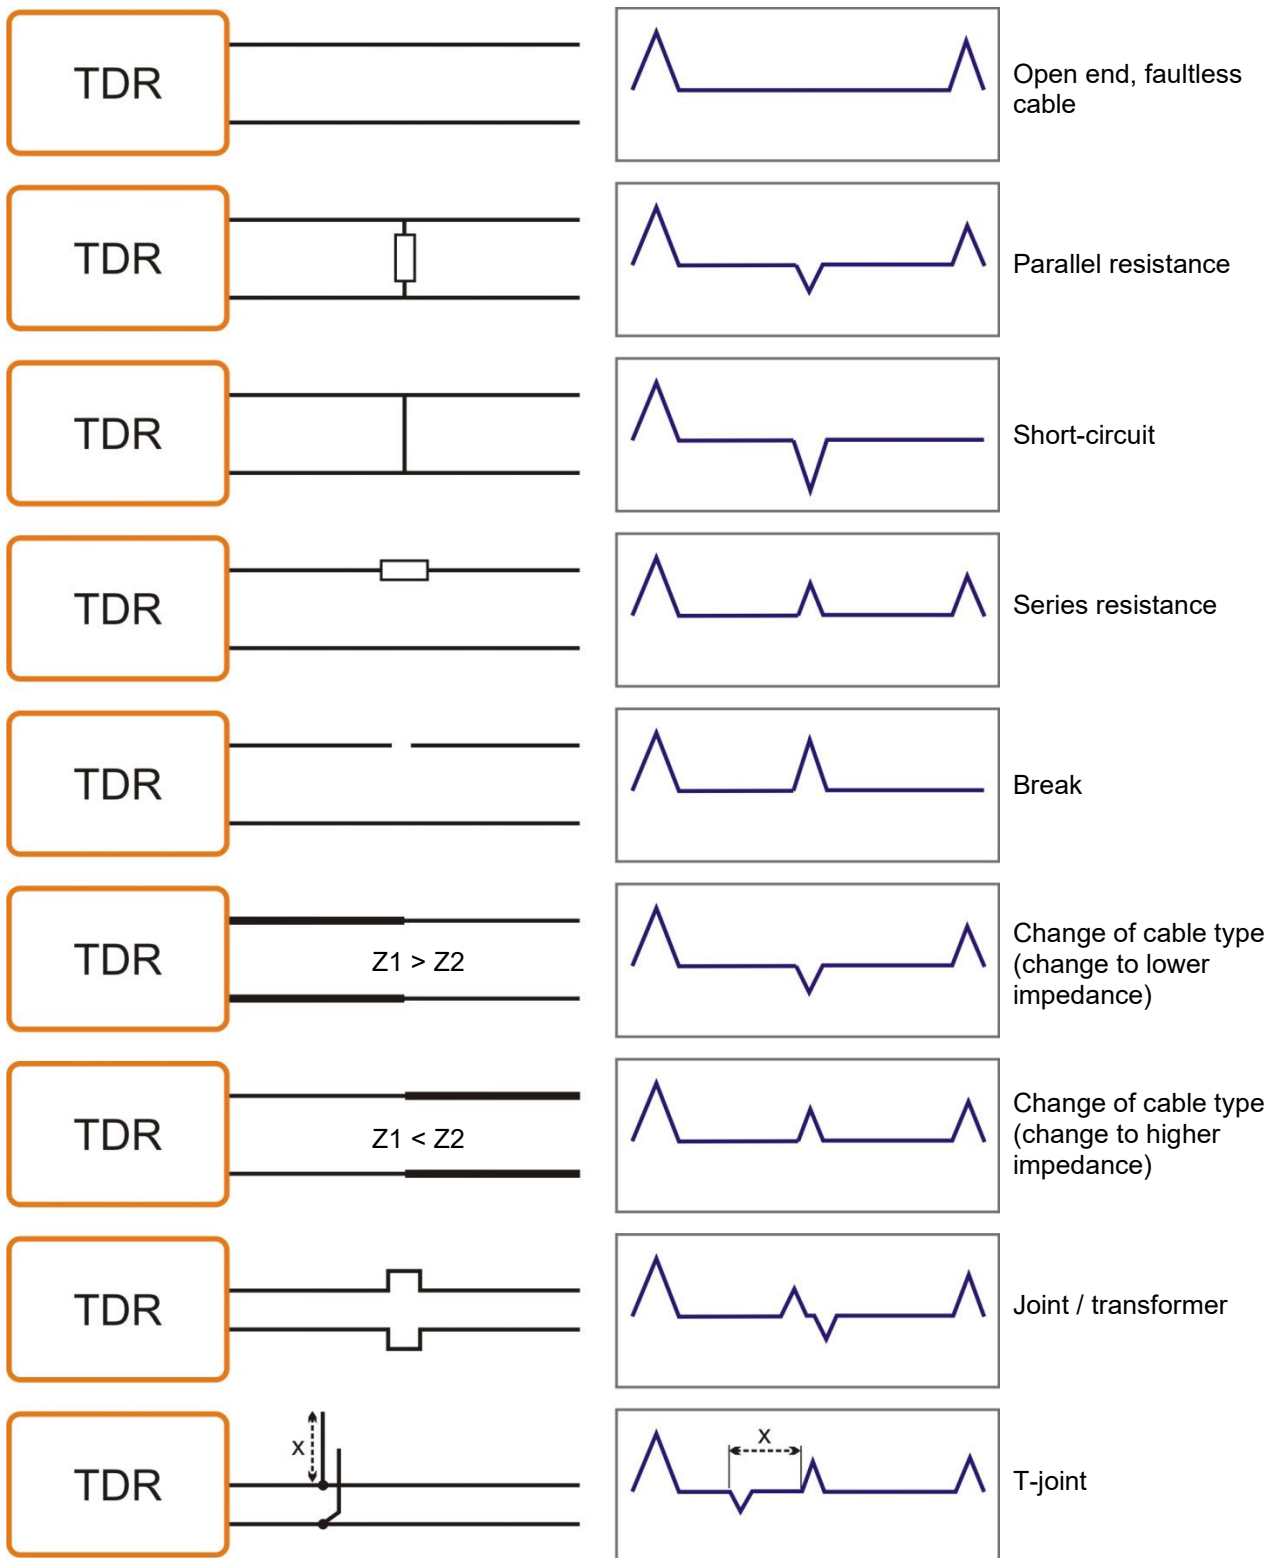 TDR
Open end, faultless
cable
TDR
Parallel resistance
TDR
Short-circuit
TDR
Series resistance
TDR
Break
TDR
Z1 > Z2
Change of cable type
(change to lower
impedance)
TDR
Z1 < Z2
Change of cable type
(change to higher
impedance)
TDR
Joint / transformer
TDR
x
x
T-joint